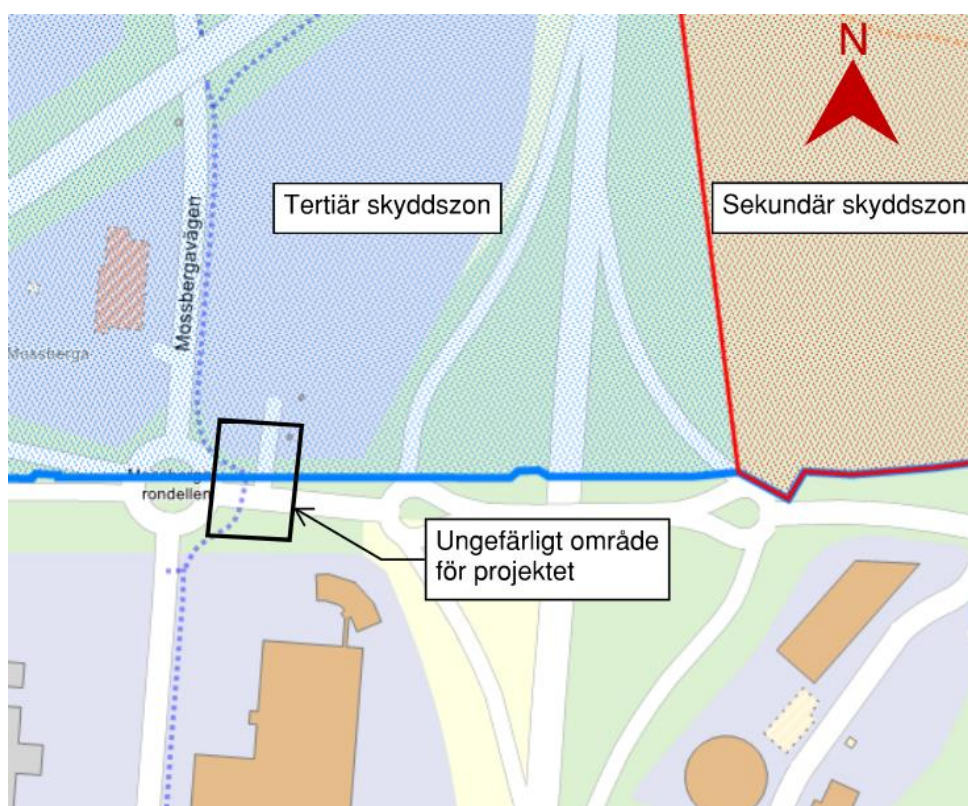 N
Tertiär skyddszon
Sekundär skyddszon
Mossbergavägen
Mossberga
rondellen
Ungefärligt område
för projektet